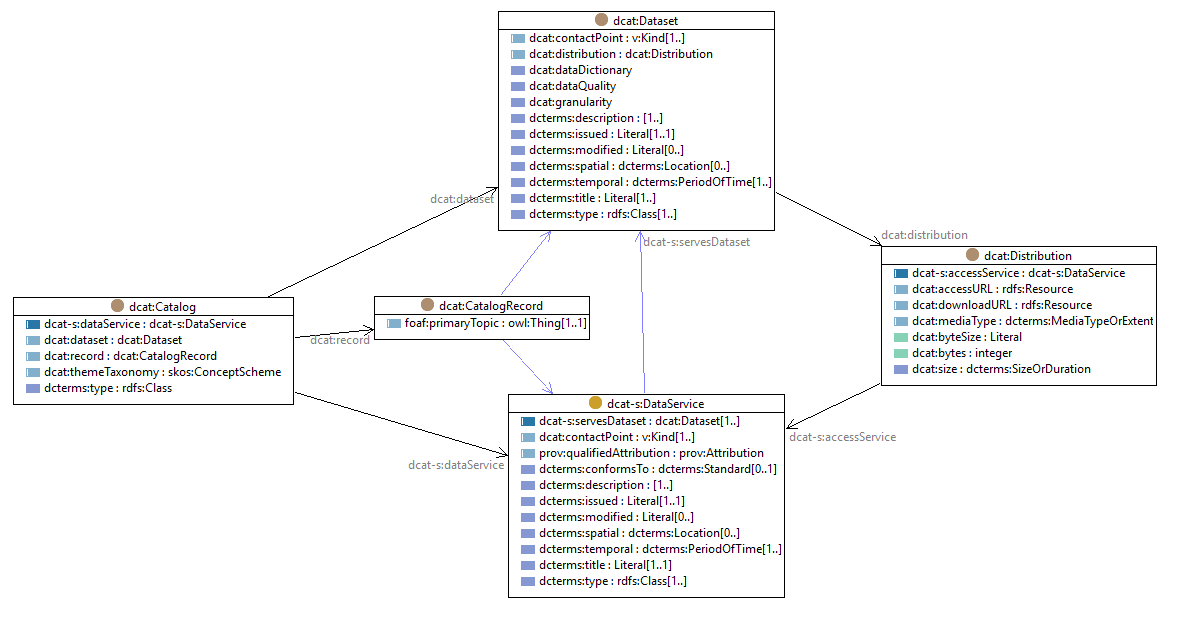 dcat:Dataset
dcat:contactPoint : v:Kind[1..]
dcat:distribution : dcat:Distribution
dcat:dataDictionary
dcat:dataQuality
dcat:granularity
dcterms:description : [1..]
dcterms:issued : Literal[1..1]
dcterms:modified : Literal[0..]
dcterms:spatial : dcterms:Location[0..]
dcterms:temporal : dcterms:PeriodOfTime[1..]
dcterms:title : Literal[1..]
dcterms:type : rdfs:Class[1..]
dcat:dataset
dcat-s:servesDataset
dcat:distribution
dcat:Distribution
dcat-s:accessService : dcat-s:DataService
dcat:accessURL : rdfs:Resource
dcat:downloadURL : rdfs:Resource
dcat:mediaType : dcterms:MediaTypeOrExtent
dcat:byteSize : Literal
dcat:bytes : integer
dcat:size : dcterms:SizeOrDuration
dcat:Catalog
dcat-s:dataService : dcat-s:DataService
dcat:dataset : dcat:Dataset
dcat:record : dcat:CatalogRecord
dcat:themeTaxonomy : skos:ConceptScheme
dcterms:type : rdfs:Class
dcat:record
dcat:CatalogRecord
foaf:primaryTopic : owl:Thing[1..1]
dcat-s:dataService
dcat-s:accessService
dcat-s:DataService
dcat-s:servesDataset : dcat:Dataset[1..]
dcat:contactPoint : v:Kind[1..]
prov:qualifiedAttribution : prov:Attribution
dcterms:conformsTo : dcterms:Standard[0..1]
dcterms:description : [1..]
dcterms:issued : Literal[1..1]
dcterms:modified : Literal[0..]
dcterms:spatial : dcterms:Location[0..]
dcterms:temporal : dcterms:PeriodOfTime[1..]
dcterms:title : Literal[1..1]
dcterms:type : rdfs:Class[1..]